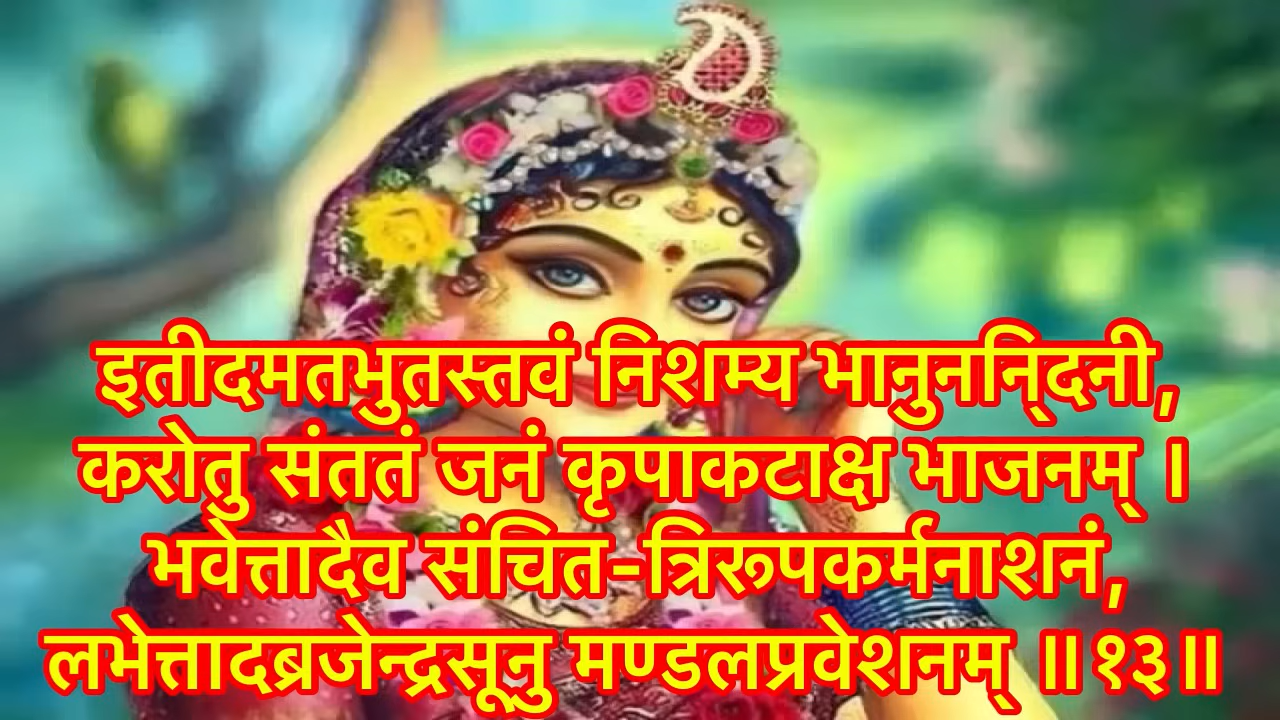 इतीदमतभुतस्तवं निशम्य भानुननि्दनी,
करोतु संततं जनं कृपाकटाक्ष भाजनम् ।
भवेत्तादैव संचित-त्रिरूपकर्मनाशनं,
लभेत्तादब्रजेन्द्रसूनु मण्डलप्रवेशनम् ॥१३॥